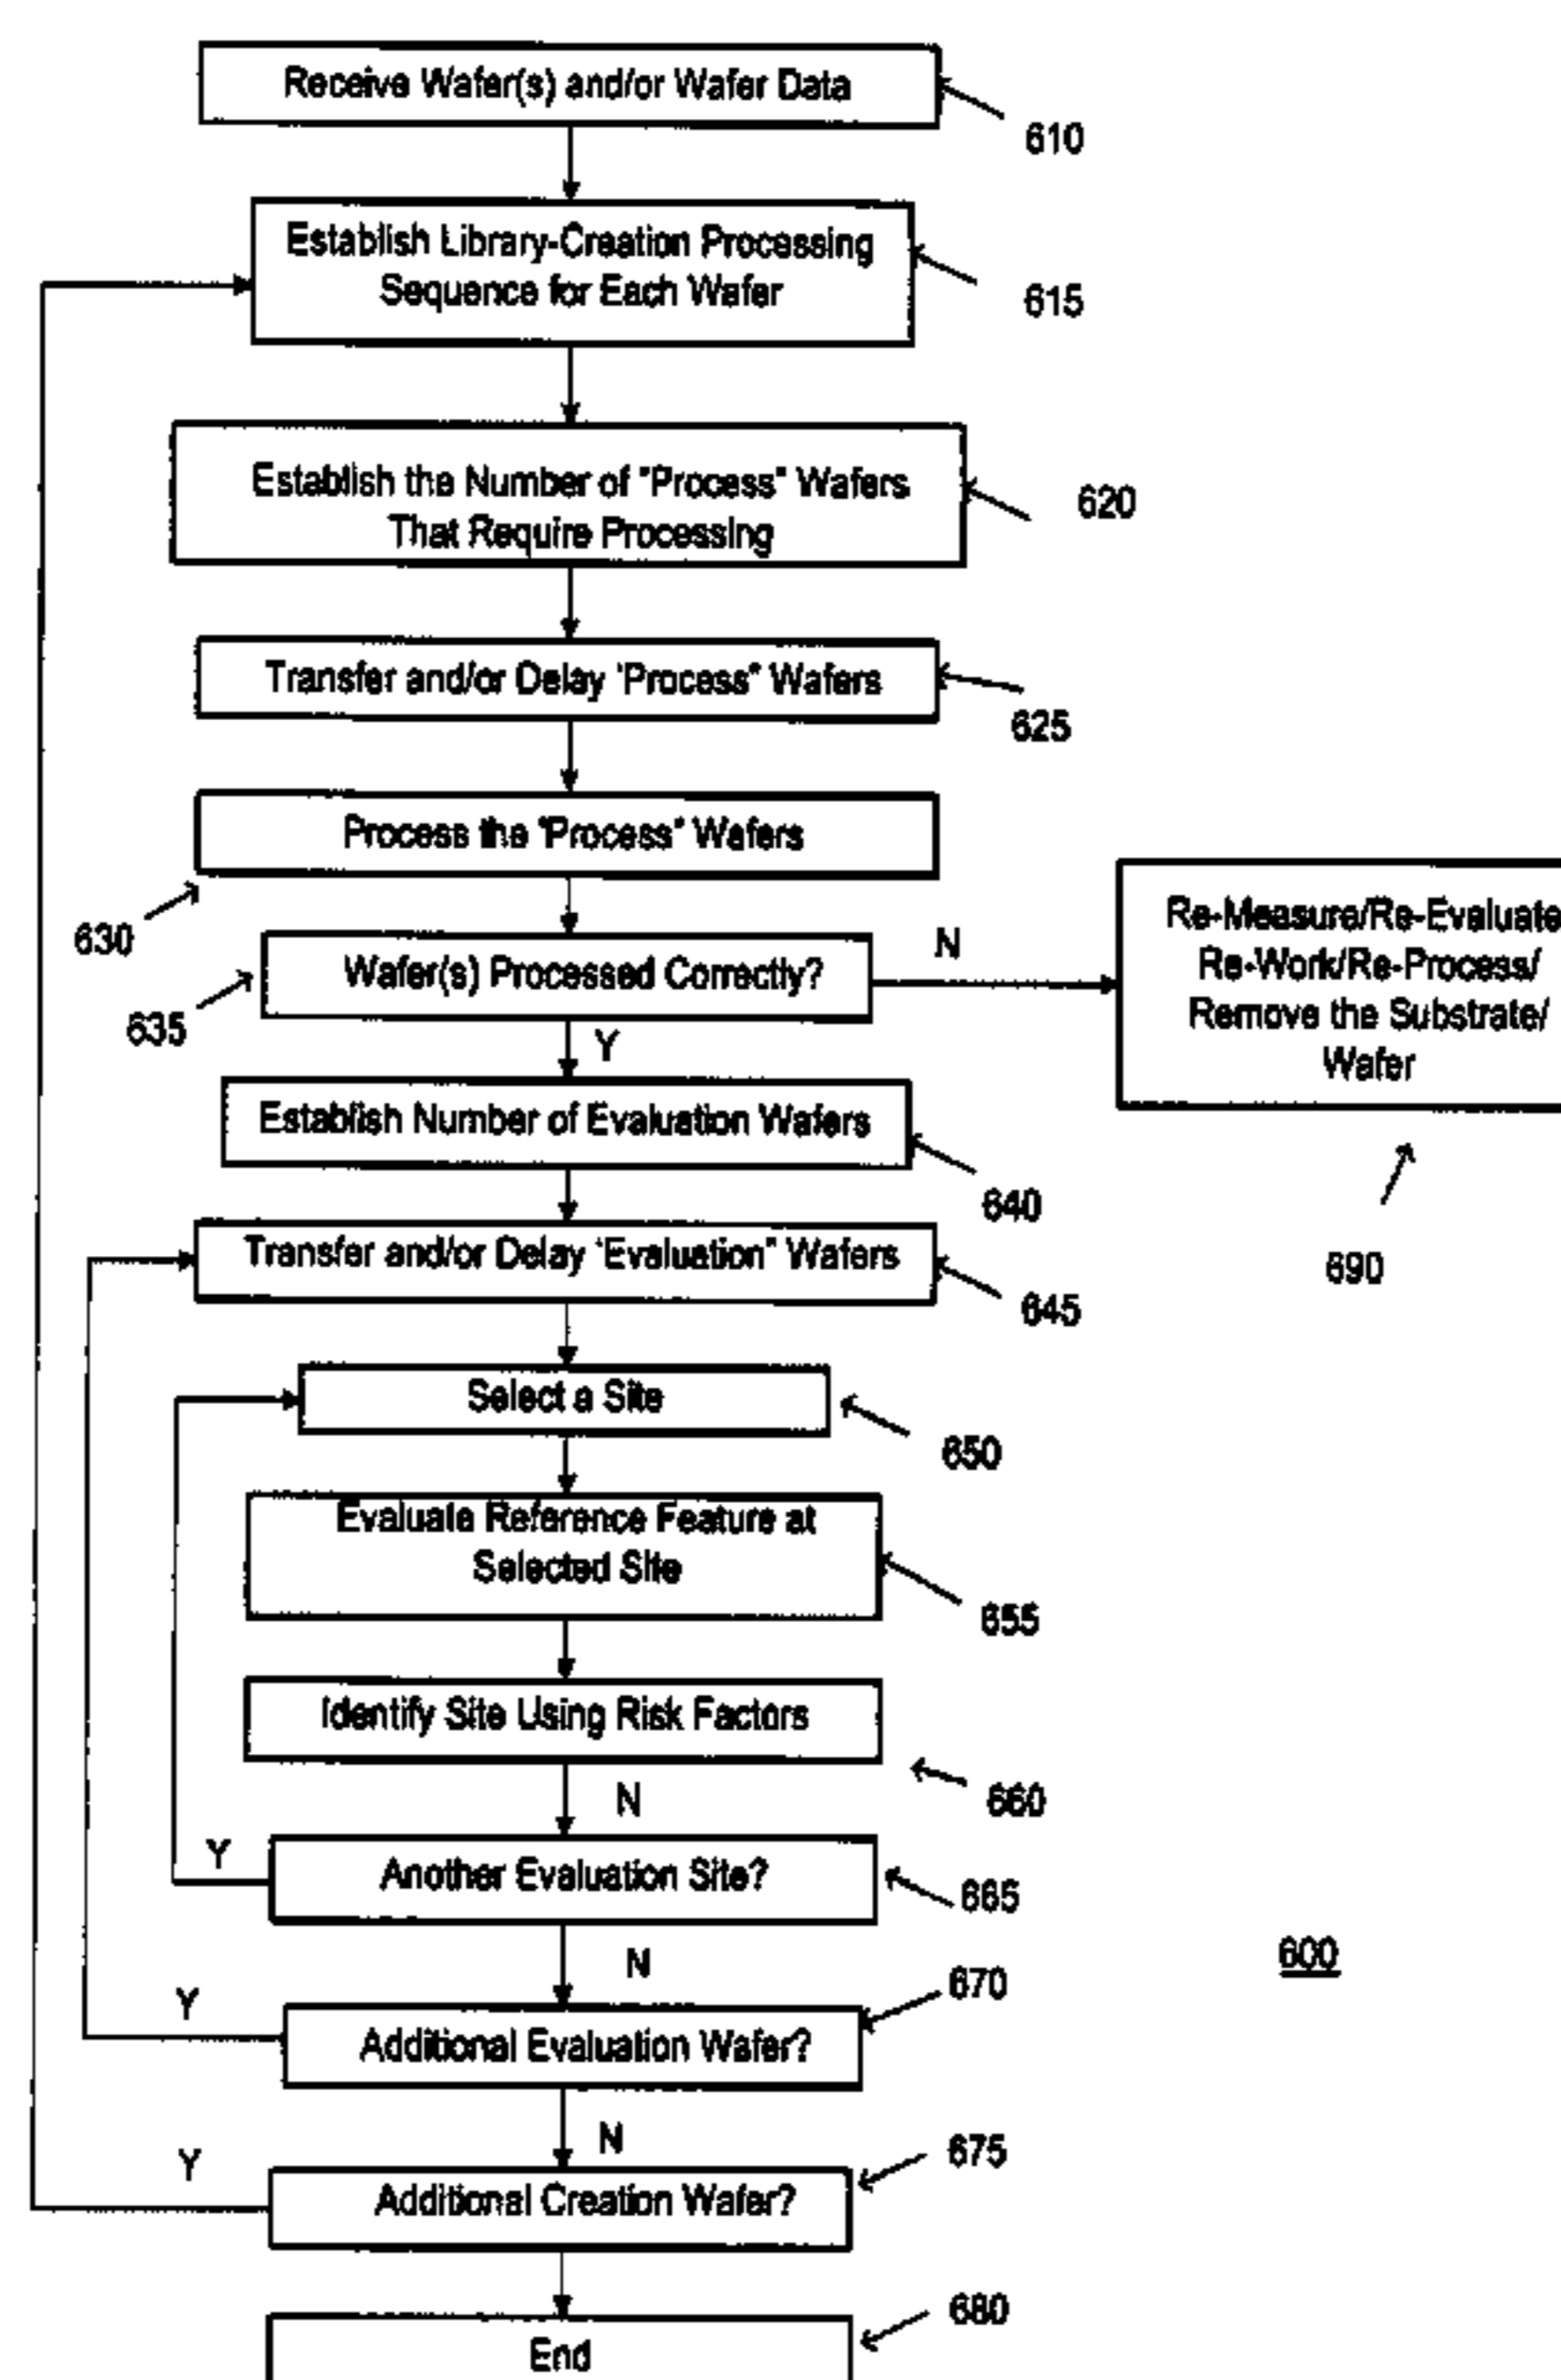 Receive Wafer(s) and/or Wafer Data
610
Establish Library-Creation Processing
Sequence for Each Wafer
615
Establish the Number of "Process" Wafers
That Require Processing
620
Transfer and/or Delay "Process" Wafers
625
Process the "Process" Wafers
630
Wafer(s) Processed Correctly?
635
N
Re-Measure/Re-Evaluate
Re-Work/Re-Process/
Remove the Substrate/
Wafer
690
Y
Establish Number of Evaluation Wafers
640
Transfer and/or Delay "Evaluation" Wafers
645
Select a Site
650
Evaluate Reference Feature at
Selected Site
655
Identify Site Using Risk Factors
660
N
Y
Another Evaluation Site?
665
600
N
Y
Additional Evaluation Wafer?
670
N
Y
Additional Creation Wafer?
675
End
680